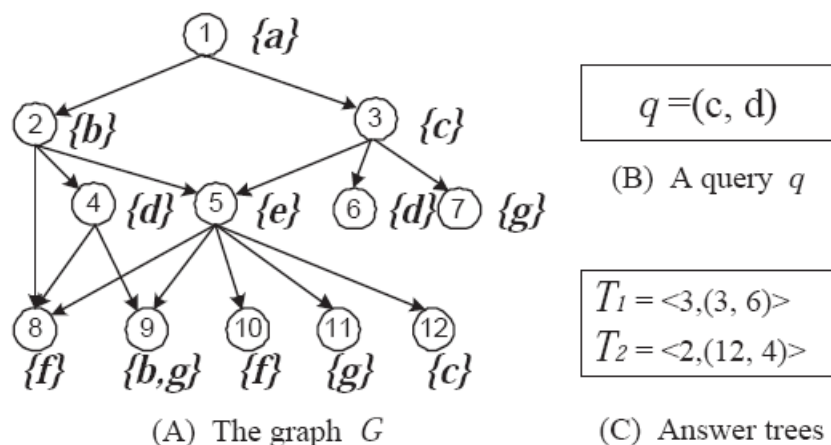 1 {a}
2 {b} 3 {c}
4 {d} 5 {e} 6 {d} 7 {g}
8 9 10 11 12
{f} {b,g} {f} {g} {c}
(A) The graph G
q =(c, d)
(B) A query q
T1 = <3,(3, 6)>
T2 = <2,(12, 4)>
(C) Answer trees